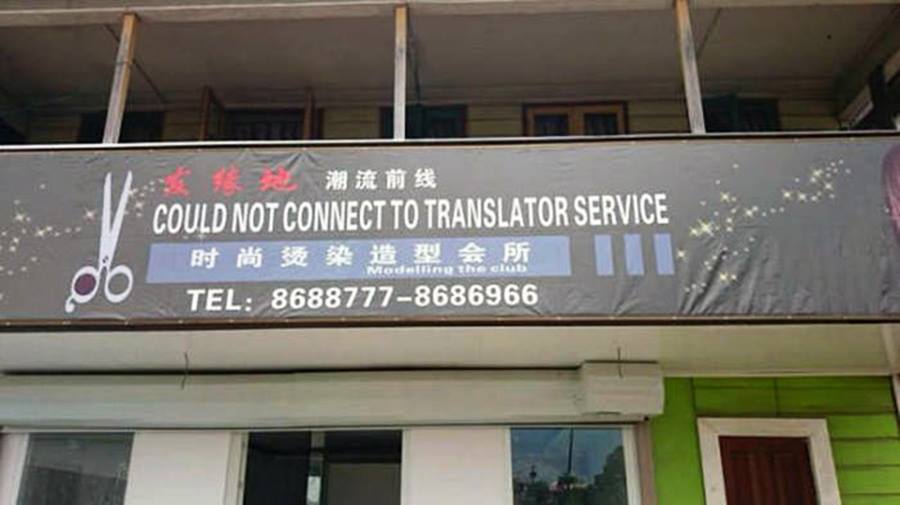 发缘地 潮流前线
COULD NOT CONNECT TO TRANSLATOR SERVICE
时尚烫染造型会所
Modelling the club
TEL: 8688777-8686966